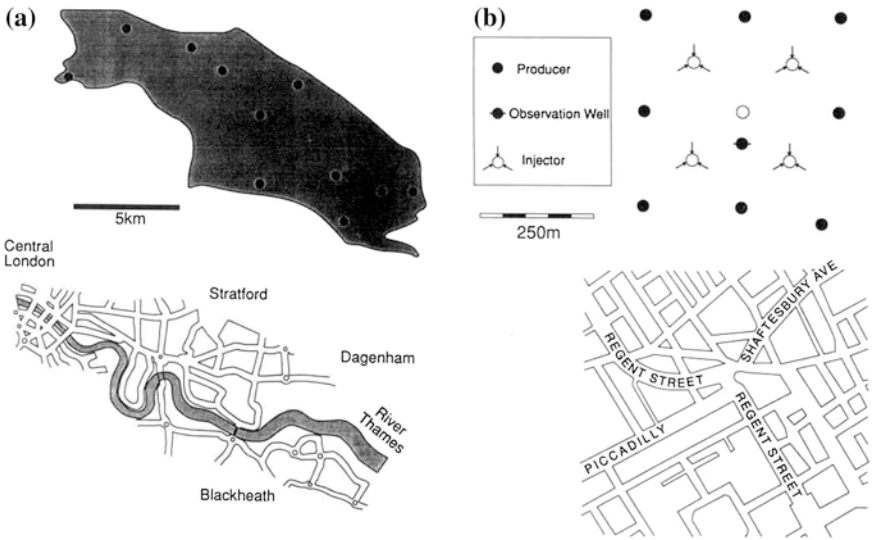 (a)
5km
Central
London
Stratford
Dagenham
River
Thames
Blackheath
(b)
Producer
Observation Well
Injector
250m
SHAFTESBURY AVE
REGENT STREET
REGENT STREET
PICCADILLY